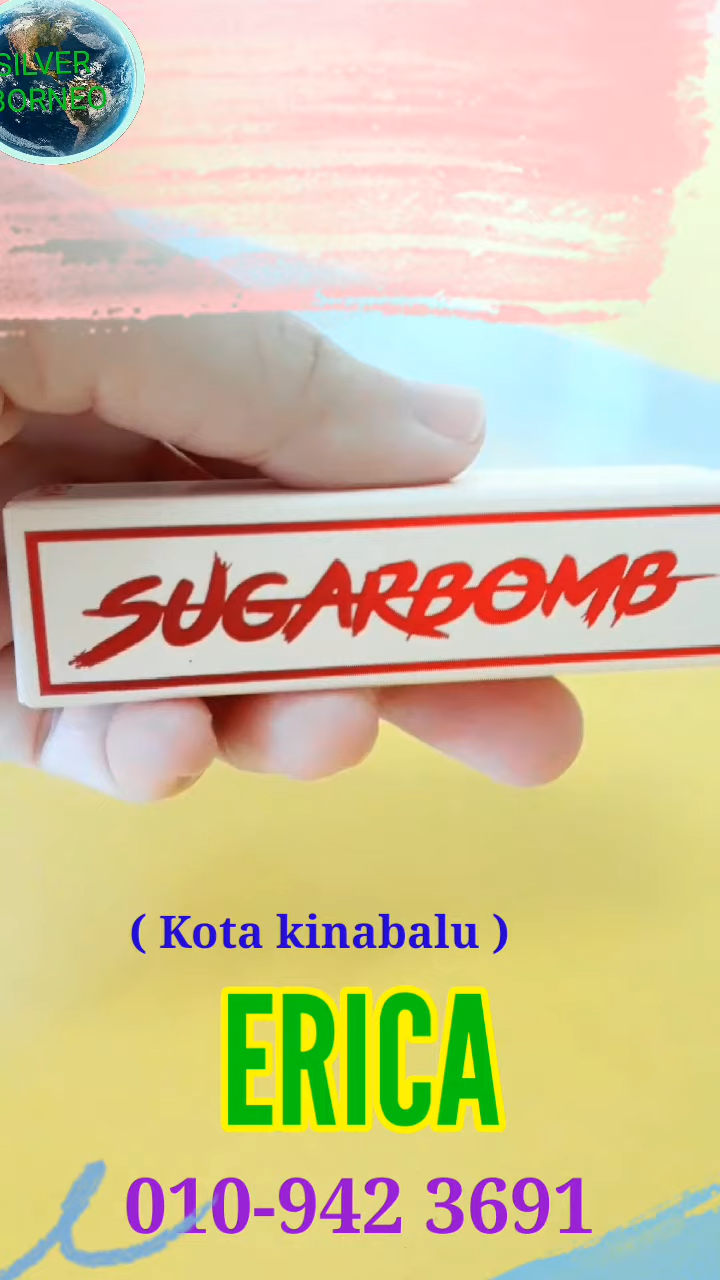 SILVER
BORNEO
SUGARBOMB
( Kota kinabalu )
ERICA
010-942 3691